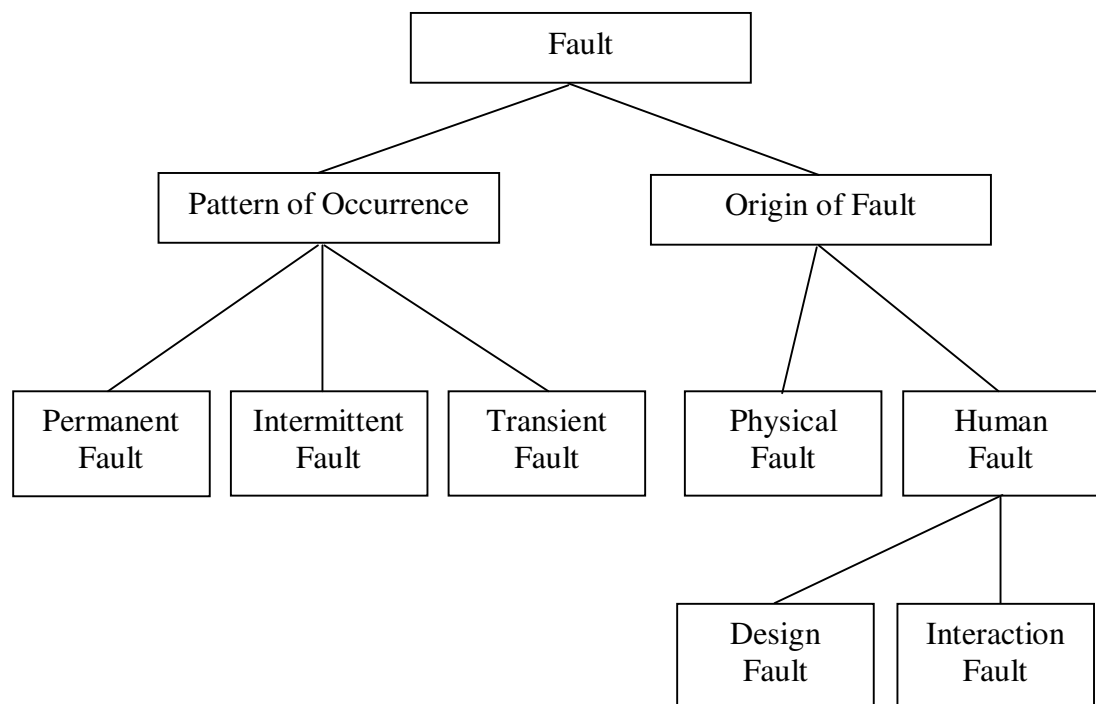 Fault
Pattern of Occurrence
Origin of Fault
Permanent
Fault
Intermittent
Fault
Transient
Fault
Physical
Fault
Human
Fault
Design
Fault
Interaction
Fault